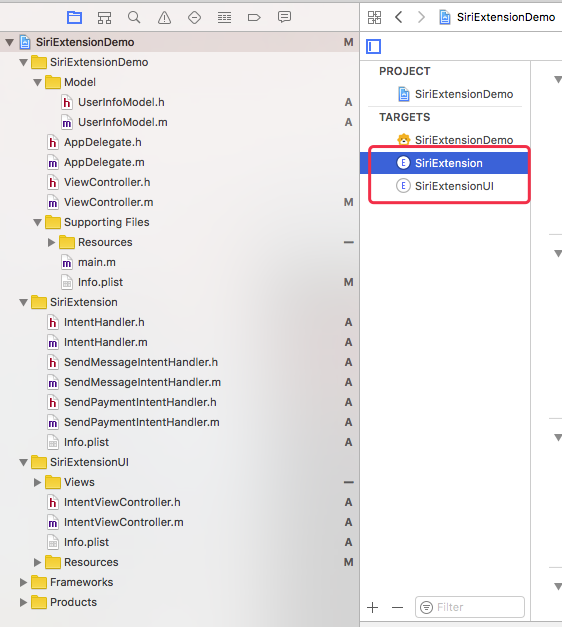 SiriExtensionDemo M
SiriExtensionDemo
Model
UserInfoModel.h A
UserInfoModel.m A
AppDelegate.h
AppDelegate.m
ViewController.h
ViewController.m M
Supporting Files
Resources
main.m
Info.plist M
SiriExtension
IntentHandler.h A
IntentHandler.m A
SendMessageIntentHandler.h A
SendMessageIntentHandler.m A
SendPaymentIntentHandler.h A
SendPaymentIntentHandler.m A
Info.plist A
SiriExtensionUI
Views
IntentViewController.h A
IntentViewController.m A
Info.plist A
Resources M
Frameworks
Products
SiriExtensionDemo
PROJECT
SiriExtensionDemo
TARGETS
SiriExtensionDemo
E SiriExtension
E SiriExtensionUI
Filter